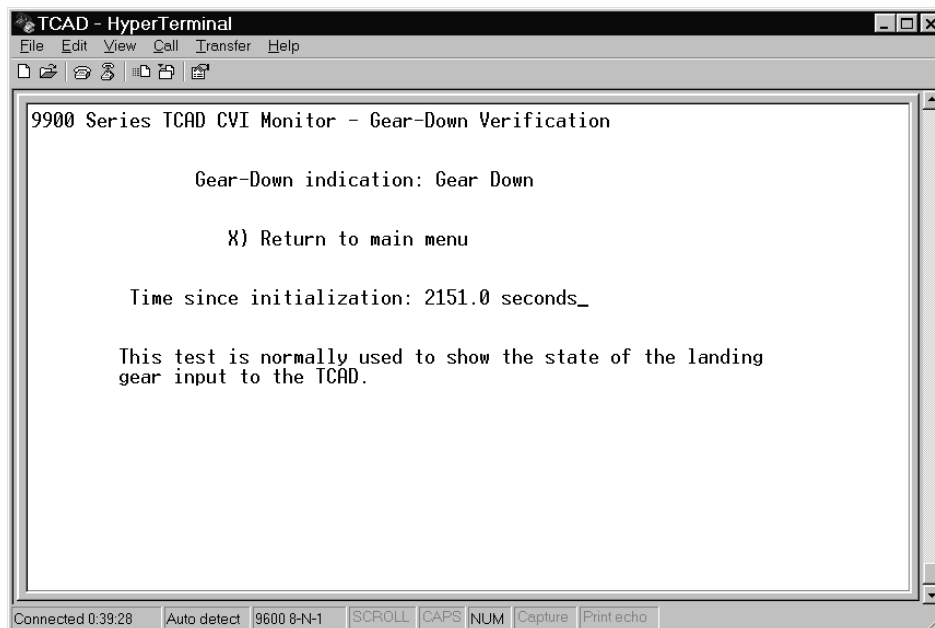 TCAD - HyperTerminal
File Edit View Call Transfer Help
9900 Series TCAD CVI Monitor - Gear-Down Verification
Gear-Down indication: Gear Down
X) Return to main menu
Time since initialization: 2151.0 seconds_
This test is normally used to show the state of the landing
gear input to the TCAD.
Connected 0:39:28 Auto detect 9600 8-N-1 SCROLL CAPS NUM Capture Print echo